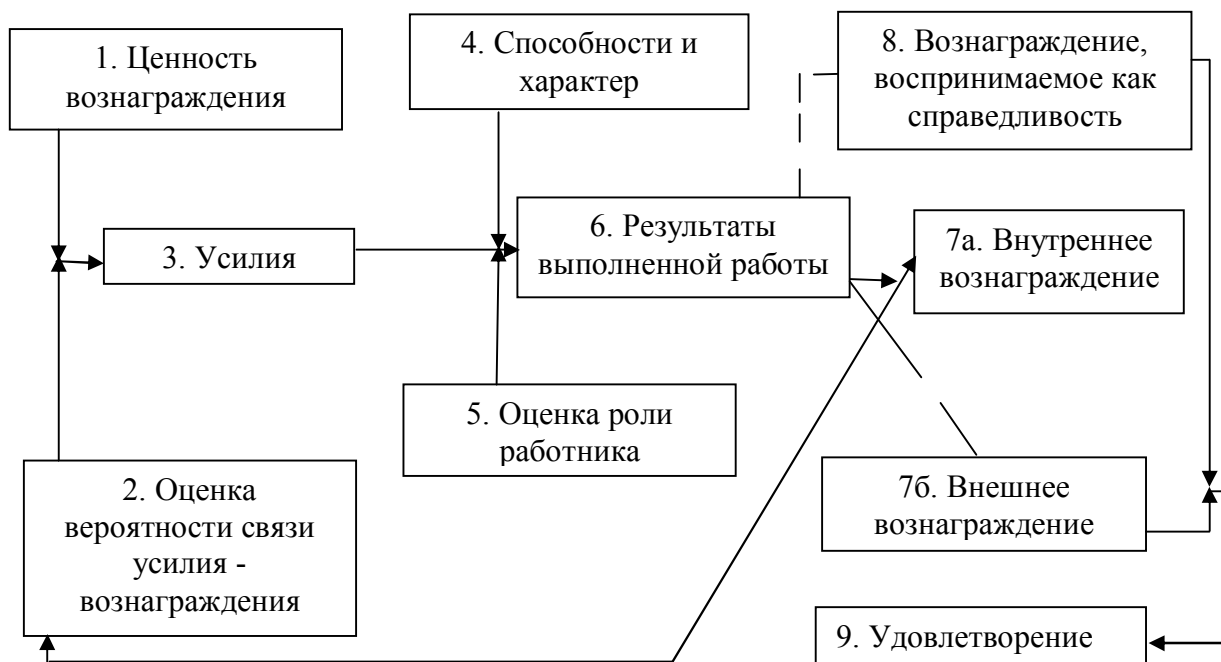 1. Ценность
вознаграждения
2. Оценка
вероятности связи
усилия -
вознаграждения
3. Усилия
4. Способности и
характер
5. Оценка роли
работника
6. Результаты
выполненной работы
8. Вознаграждение,
воспринимаемое как
справедливость
7а. Внутреннее
вознаграждение
7б. Внешнее
вознаграждение
9. Удовлетворение